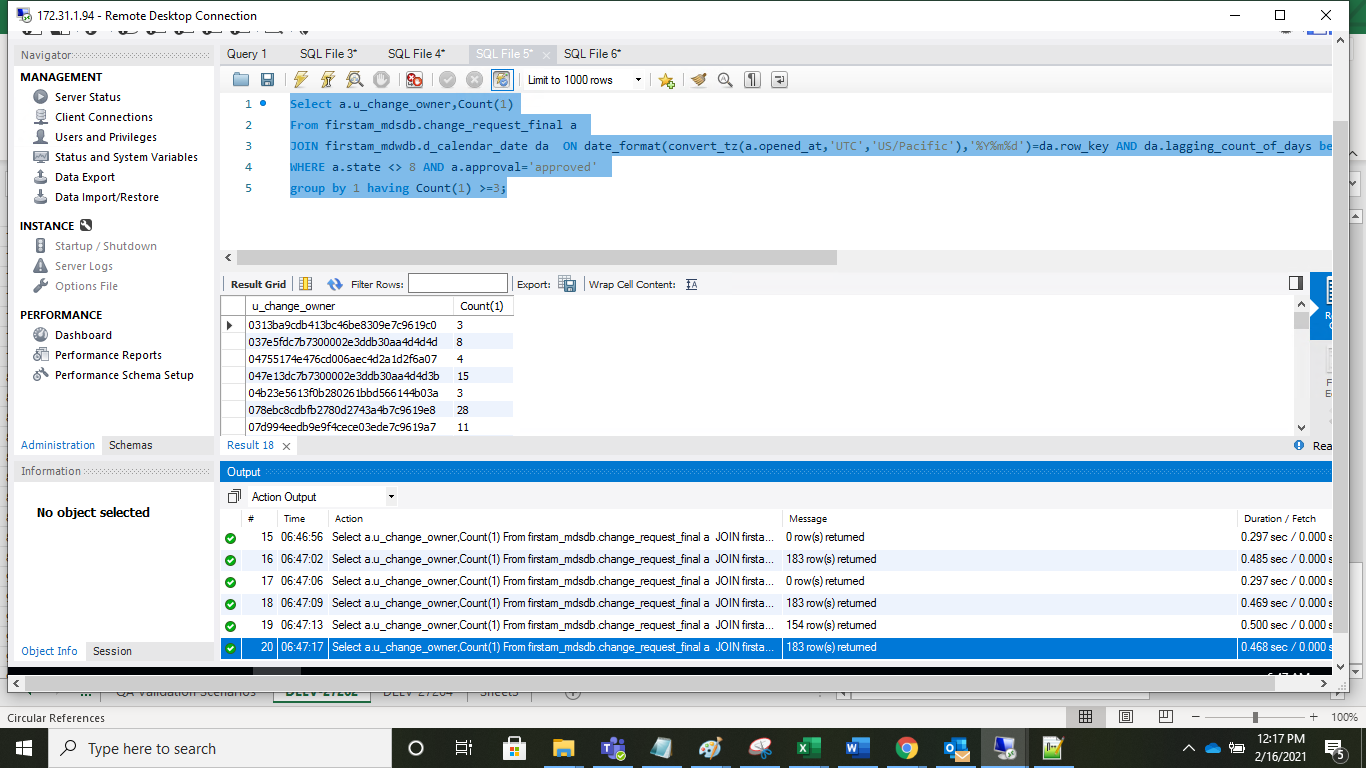 172.31.1.94 - Remote Desktop Connection
Navigator
Query 1 SQL File 3* SQL File 4* SQL File 5* SQL File 6*
MANAGEMENT
Server Status
Client Connections
Users and Privileges
Status and System Variables
Data Export
Data Import/Restore
INSTANCE
Startup / Shutdown
Server Logs
Options File
PERFORMANCE
Dashboard
Performance Reports
Performance Schema Setup
Administration Schemas
Information
No object selected
Object Info Session
Limit to 1000 rows
1 Select a.u_change_owner,Count(1)
2 From firstam_mdsdb.change_request_final a
3 JOIN firstam_mdwdb.d_calendar_date da ON date_format(convert_tz(a.opened_at,'UTC','US/Pacific'),'%Y%m%d')=da.row_key AND da.lagging_count_of_days be
4 WHERE a.state <> 8 AND a.approval='approved'
5 group by 1 having Count(1) >=3;
Result Grid Filter Rows: Export: Wrap Cell Content:
u_change_owner Count(1)
0313ba9cdb413bc46be8309e7c9619c0 3
037e5fdc7b7300002e3ddb30aa4d4d4d 8
04755174e476cd006aec4d2a1d2f6a07 4
047e13dc7b7300002e3ddb30aa4d4d3b 15
04b23e5613f0b280261bbd566144b03a 3
078ebc8cdbfb2780d2743a4b7c9619e8 28
07d994eedb9e9f4cece03ede7c9619a7 11
Result 18
Rea
Output
Action Output
# Time Action Message Duration / Fetch
15 06:46:56 Select a.u_change_owner,Count(1) From firstam_mdsdb.change_request_final a JOIN firsta... 0 row(s) returned 0.297 sec / 0.000 s
16 06:47:02 Select a.u_change_owner,Count(1) From firstam_mdsdb.change_request_final a JOIN firsta... 183 row(s) returned 0.485 sec / 0.000 s
17 06:47:06 Select a.u_change_owner,Count(1) From firstam_mdsdb.change_request_final a JOIN firsta... 0 row(s) returned 0.297 sec / 0.000 s
18 06:47:09 Select a.u_change_owner,Count(1) From firstam_mdsdb.change_request_final a JOIN firsta... 183 row(s) returned 0.469 sec / 0.000 s
19 06:47:13 Select a.u_change_owner,Count(1) From firstam_mdsdb.change_request_final a JOIN firsta... 154 row(s) returned 0.500 sec / 0.000 s
20 06:47:17 Select a.u_change_owner,Count(1) From firstam_mdsdb.change_request_final a JOIN firsta... 183 row(s) returned 0.468 sec / 0.000 s
Circular References
100%
Type here to search
12:17 PM
2/16/2021
5